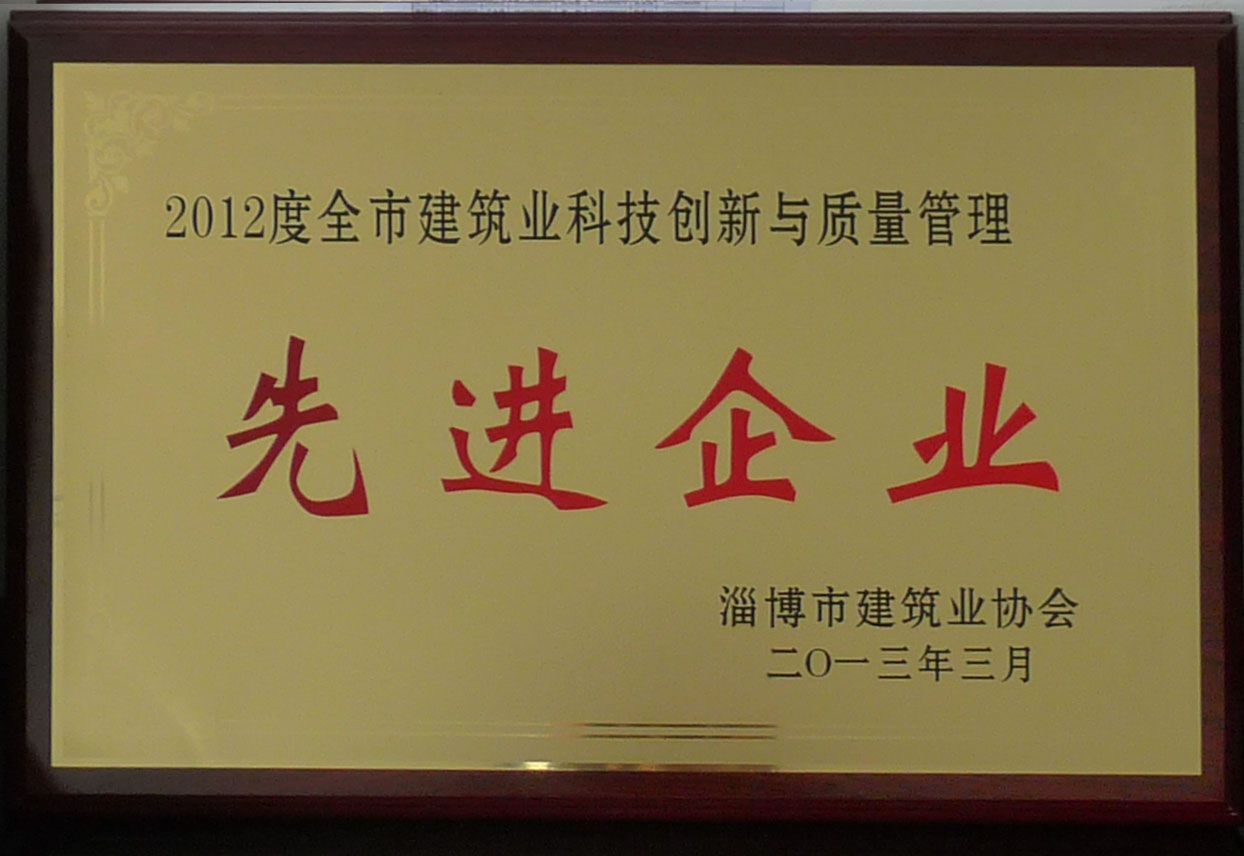 2012度全市建筑业科技创新与质量管理
先进企业
淄博市建筑业协会
二O一三年三月